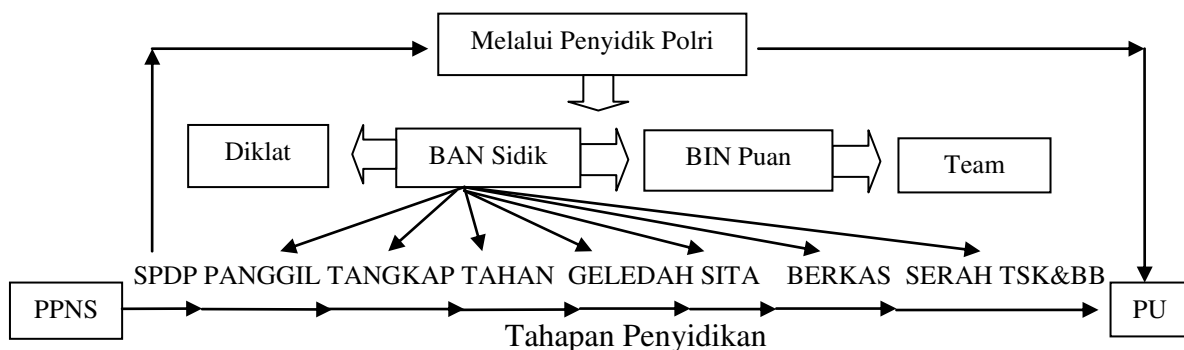 Melalui Penyidik Polri
Diklat
BAN Sidik
BIN Puan
Team
SPDP PANGGIL TANGKAP TAHAN GELEDAH SITA BERKAS SERAH TSK&BB
PPNS
PU
Tahapan Penyidikan